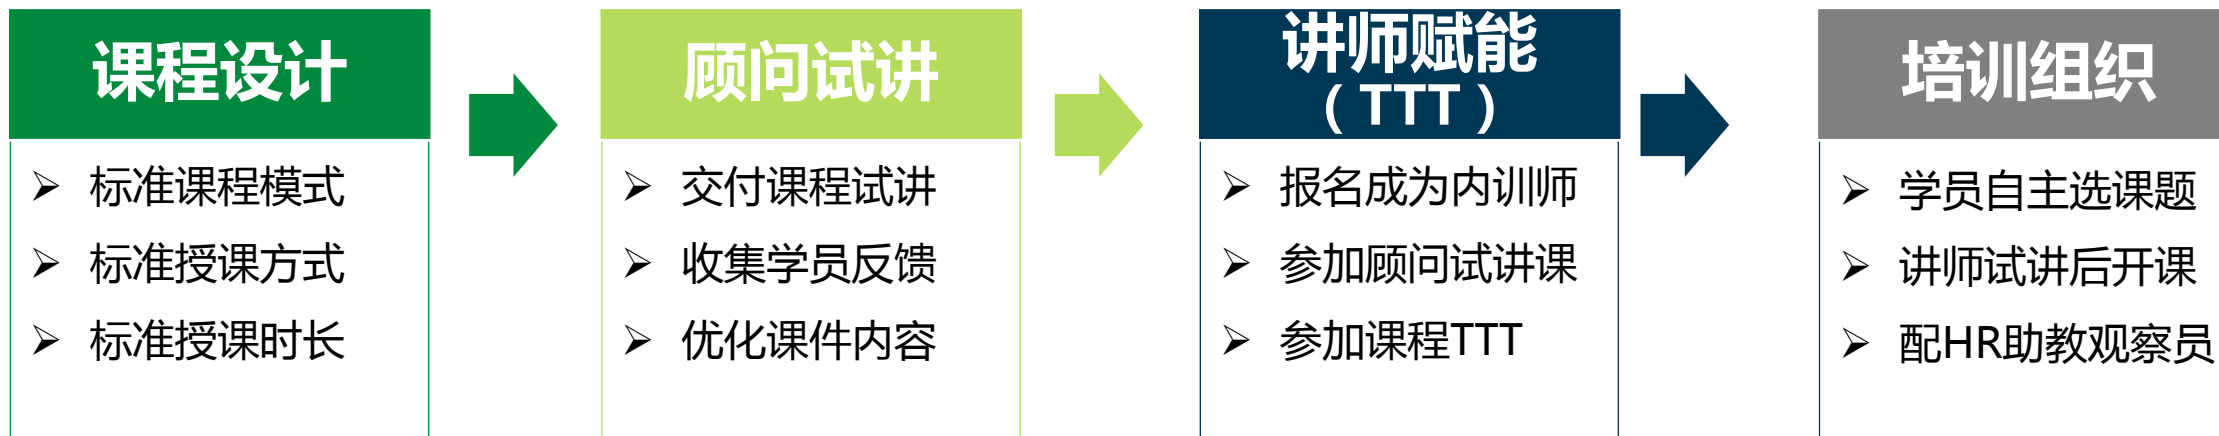 课程设计
标准课程模式
标准授课方式
标准授课时长
顾问试讲
交付课程试讲
收集学员反馈
优化课件内容
讲师赋能
（TTT）
报名成为内训师
参加顾问试讲课
参加课程TTT
培训组织
学员自主选课题
讲师试讲后开课
配HR助教观察员